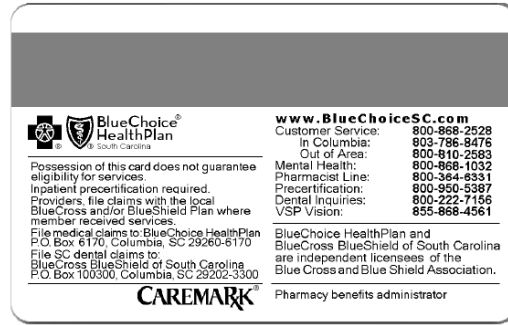 BlueChoice®
HealthPlan
® ® South Carolina
Possession of this card does not guarantee
eligibility for services.
Inpatient precertification required.
Providers, file claims with the local
BlueCross and/or BlueShield Plan where
member received services.
File medical claims to: BlueChoice HealthPlan
P.O. Box 6170, Columbia, SC 29260-6170
File SC dental claims to:
BlueCross BlueShield of South Carolina
P.O. Box 100300, Columbia, SC 29202-3300
CAREMARK®
www.BlueChoiceSC.com
Customer Service: 800-868-2528
In Columbia: 803-786-8476
Out of Area: 800-810-2583
Mental Health: 800-868-1032
Pharmacist Line: 800-364-6331
Precertification: 800-950-5387
Dental Inquiries: 800-222-7156
VSP Vision: 855-868-4561
BlueChoice HealthPlan and
BlueCross BlueShield of South Carolina
are independent licensees of the
Blue Cross and Blue Shield Association.
Pharmacy benefits administrator